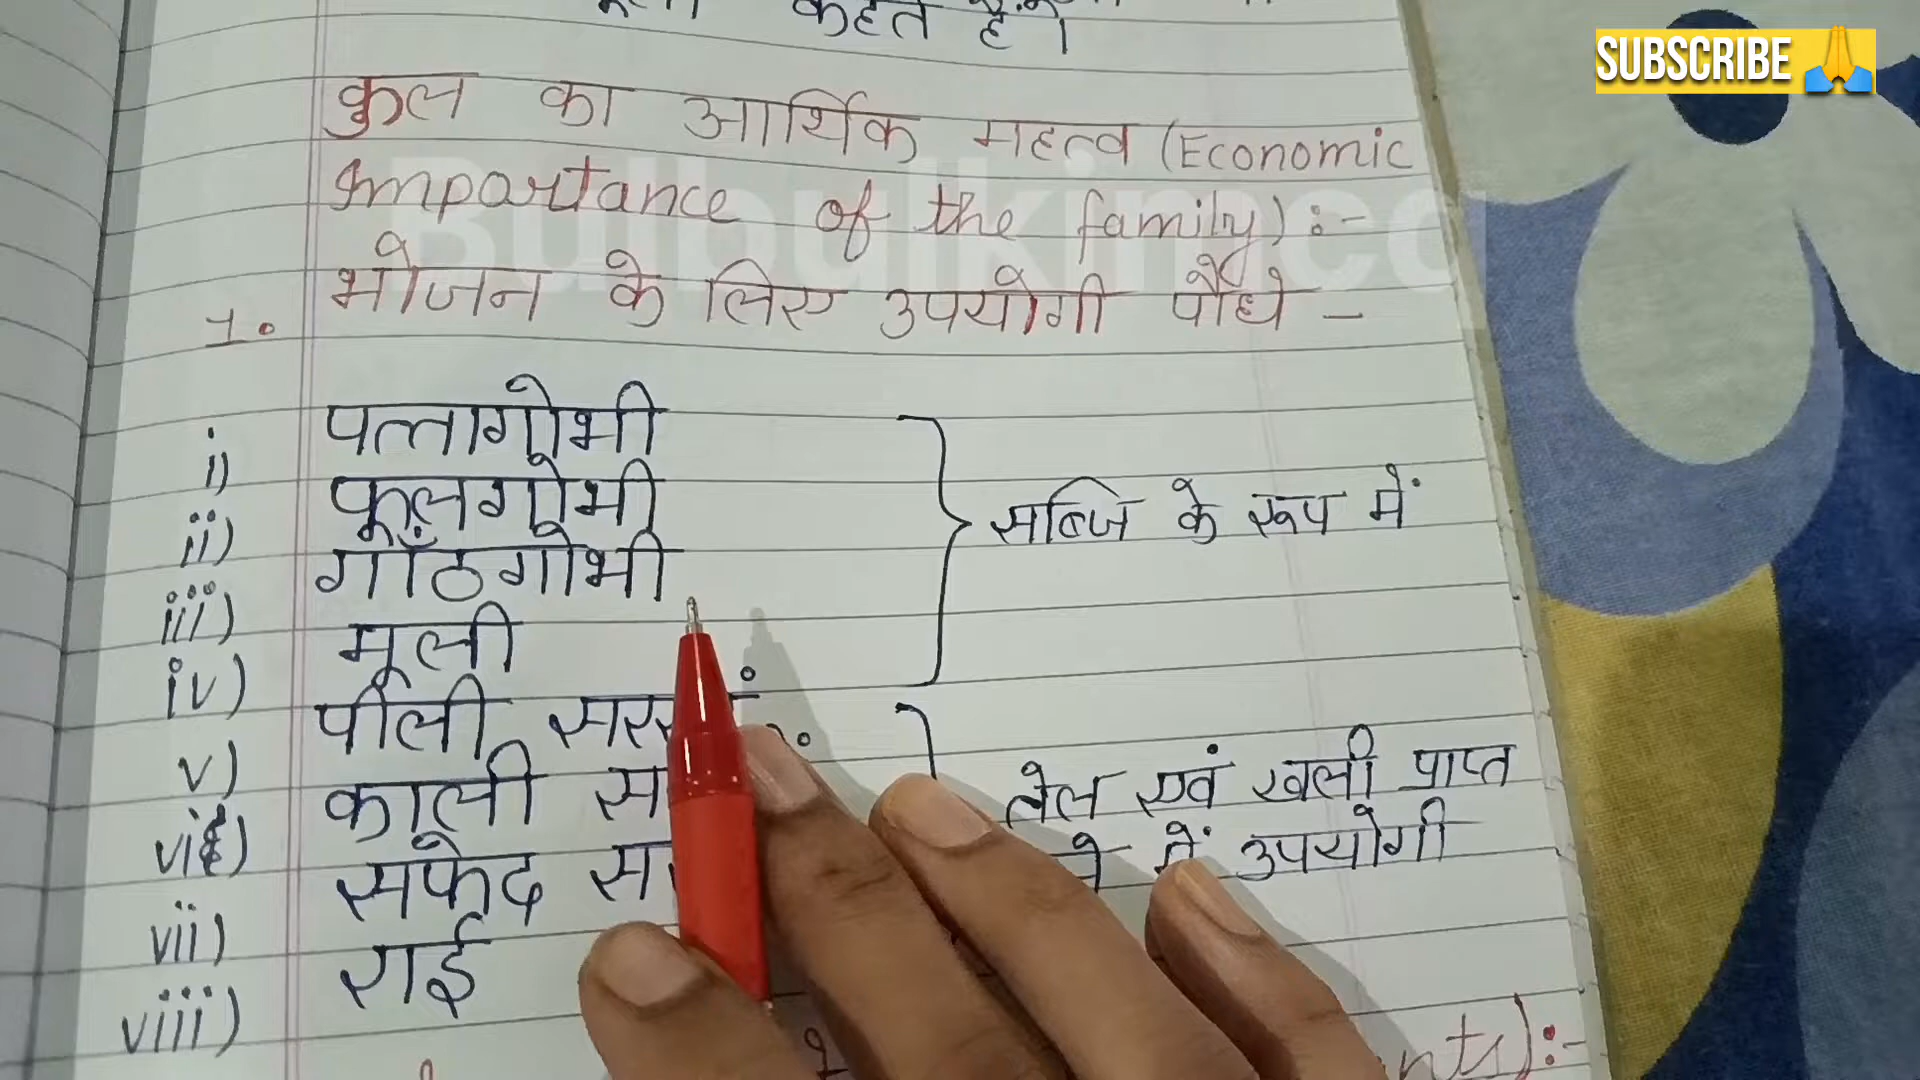 कहते हैं।
SUBSCRIBE
कुल का आर्थिक महत्व (Economic
Importance of the family) :-
1. भोजन के लिए उपयोगी पौधे -
i) पत्तागोभी
ii) फूलगोभी
iii) गाँठगोभी
सब्जि के रूप में
iv) मूली
v) पीली
vi) काली
तेल एवं खली प्राप्त
vii) सफेद
में उपयोगी
viii) राई
Bulbulkimed